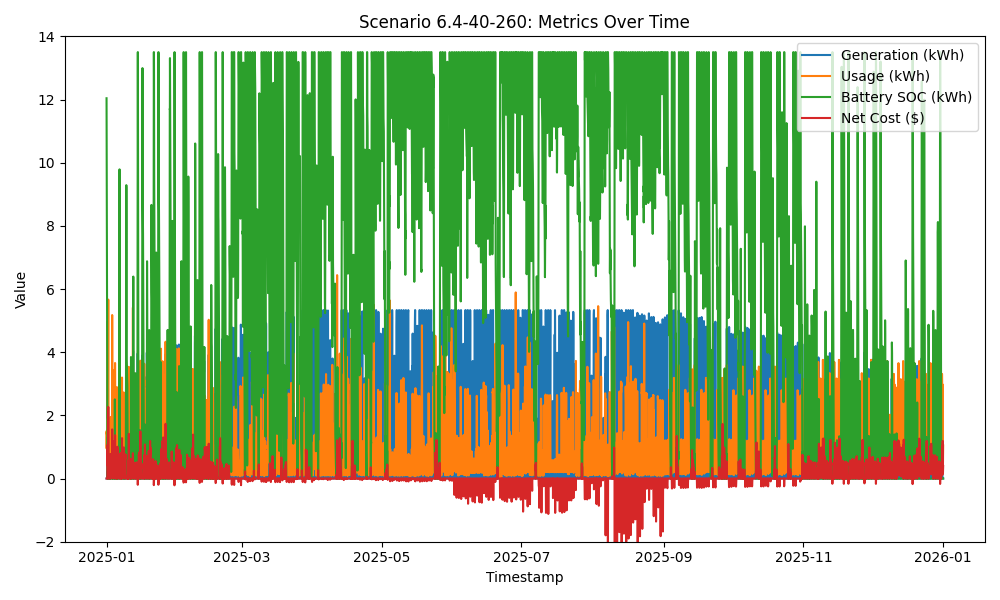 Scenario 6.4-40-260: Metrics Over Time
Generation (kWh)
Usage (kWh)
Battery SOC (kWh)
Net Cost ($)
14
12
10
8
6
4
2
0
−2
Value
2025-01
2025-03
2025-05
2025-07
2025-09
2025-11
2026-01
Timestamp